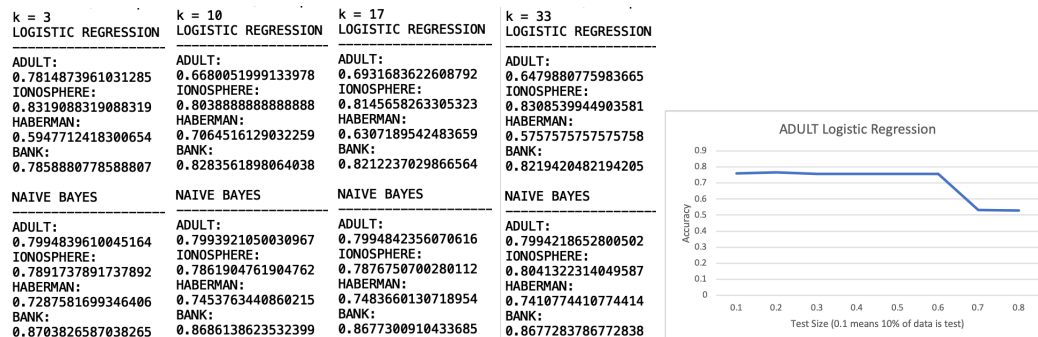 k = 3
LOGISTIC REGRESSION
ADULT:
0.7814873961031285
IONOSPHERE:
0.8319088319088319
HABERMAN:
0.5947712418300654
BANK:
0.7858880778588807
NAIVE BAYES
ADULT:
0.7994839610045164
IONOSPHERE:
0.7891737891737892
HABERMAN:
0.7287581699346406
BANK:
0.8703826587038265
k = 10
LOGISTIC REGRESSION
ADULT:
0.6680051999133978
IONOSPHERE:
0.8038888888888888
HABERMAN:
0.7064516129032259
BANK:
0.8283561898064038
NAIVE BAYES
ADULT:
0.7993921050030967
IONOSPHERE:
0.7861904761904762
HABERMAN:
0.7453763440860215
BANK:
0.8686138623532399
k = 17
LOGISTIC REGRESSION
ADULT:
0.6931683622608792
IONOSPHERE:
0.8145658263305323
HABERMAN:
0.6307189542483659
BANK:
0.8212237029866564
NAIVE BAYES
ADULT:
0.7994842356070616
IONOSPHERE:
0.7876750700280112
HABERMAN:
0.7483660130718954
BANK:
0.8677300910433685
k = 33
LOGISTIC REGRESSION
ADULT:
0.6479880775983665
IONOSPHERE:
0.8308539944903581
HABERMAN:
0.5757575757575758
BANK:
0.8219420482194205
NAIVE BAYES
ADULT:
0.7994218652800502
IONOSPHERE:
0.8041322314049587
HABERMAN:
0.7410774410774414
BANK:
0.8677283786772838
ADULT Logistic Regression
Accuracy
0.9
0.8
0.7
0.6
0.5
0.4
0.3
0.2
0.1
0
0.1 0.2 0.3 0.4 0.5 0.6 0.7 0.8
Test Size (0.1 means 10% of data is test)